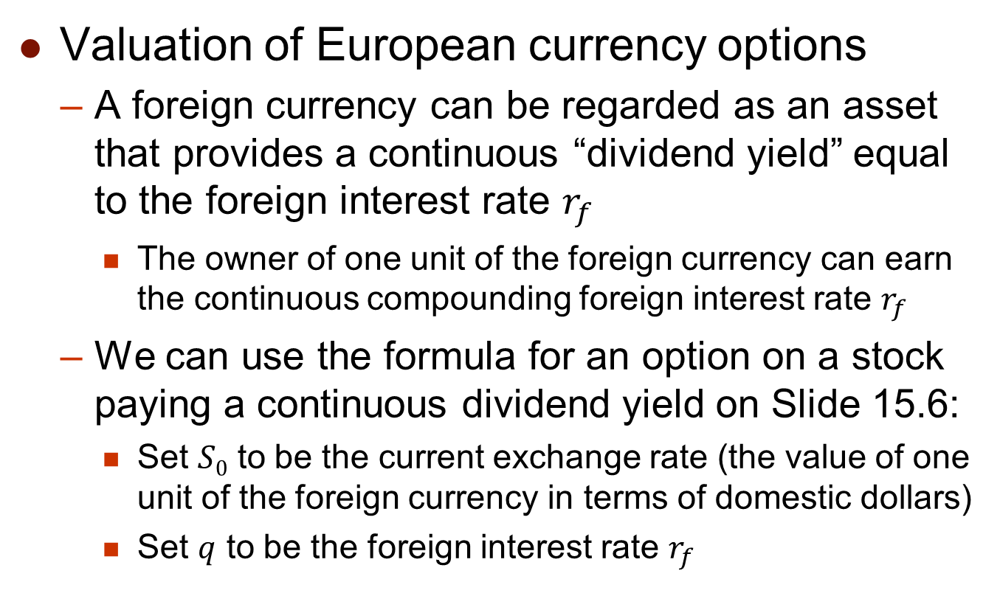 ● Valuation of European currency options
– A foreign currency can be regarded as an asset
that provides a continuous “dividend yield” equal
to the foreign interest rate r_f
■ The owner of one unit of the foreign currency can earn
the continuous compounding foreign interest rate r_f
– We can use the formula for an option on a stock
paying a continuous dividend yield on Slide 15.6:
■ Set S_0 to be the current exchange rate (the value of one
unit of the foreign currency in terms of domestic dollars)
■ Set q to be the foreign interest rate r_f